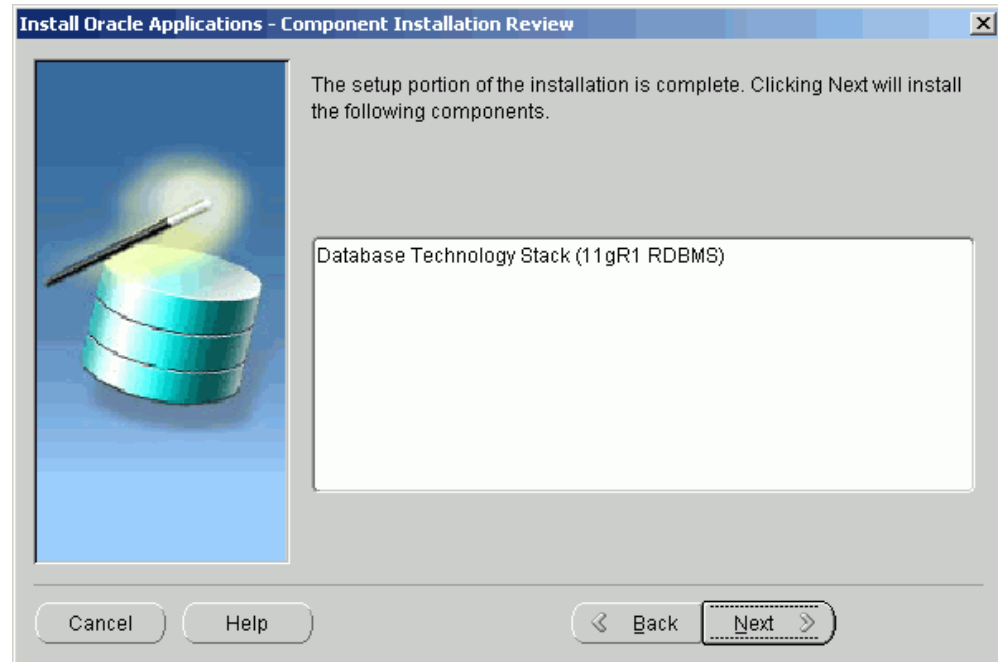 Install Oracle Applications - Component Installation Review
The setup portion of the installation is complete. Clicking Next will install
the following components.
Database Technology Stack (11gR1 RDBMS)
Cancel
Help
Back
Next